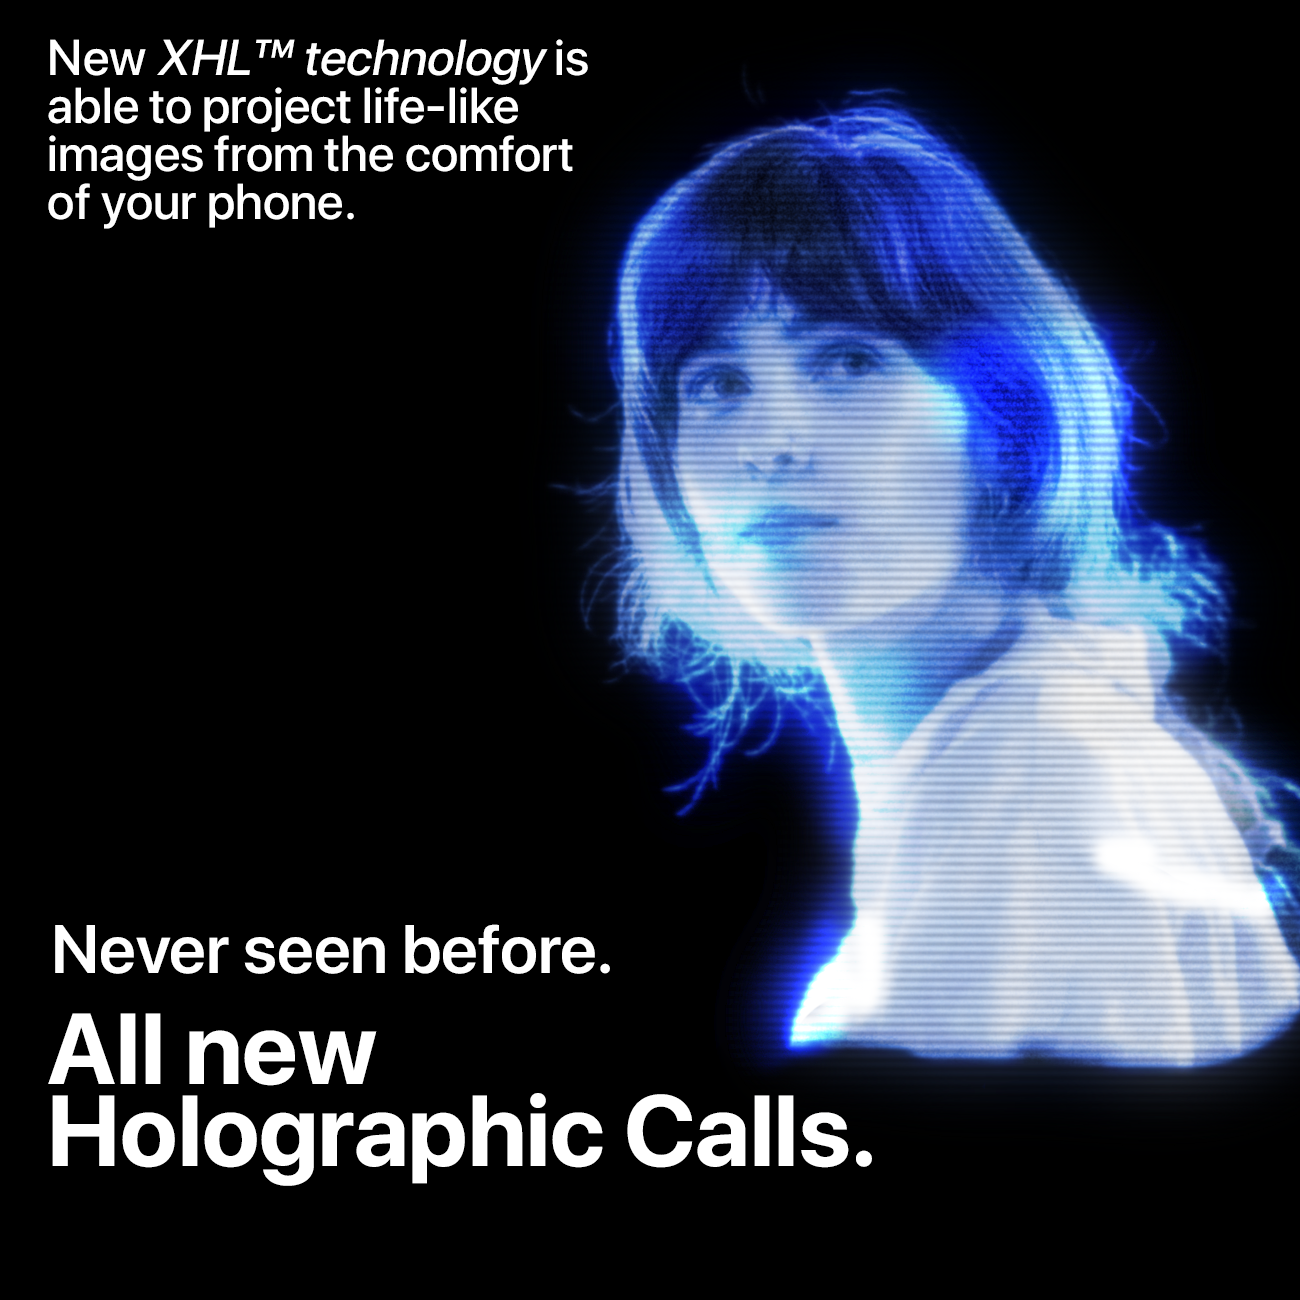 New XHL™ technology is
able to project life-like
images from the comfort
of your phone.
Never seen before.
All new
Holographic Calls.